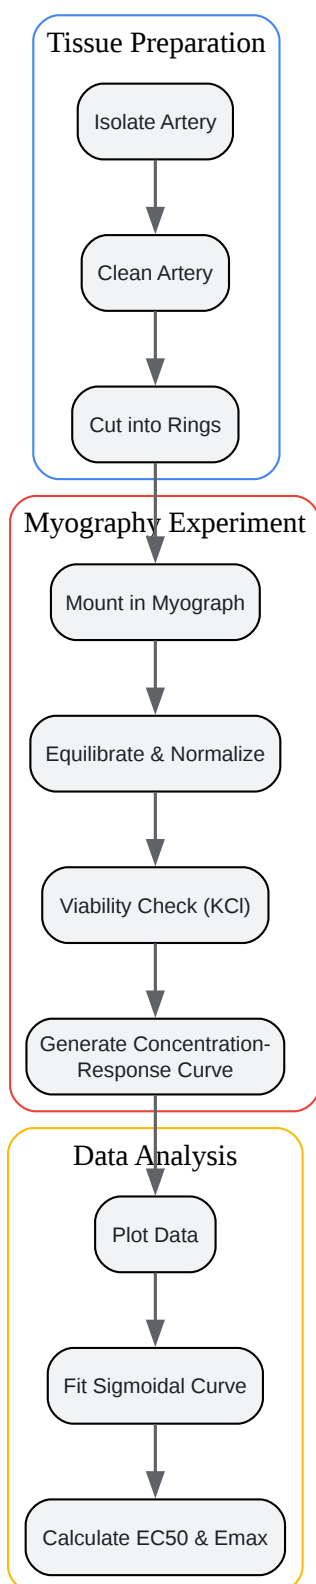 Tissue Preparation
Isolate Artery
Clean Artery
Cut into Rings
Myography Experiment
Mount in Myograph
Equilibrate & Normalize
Viability Check (KCl)
Generate Concentration-
Response Curve
Data Analysis
Plot Data
Fit Sigmoidal Curve
Calculate EC50 & Emax